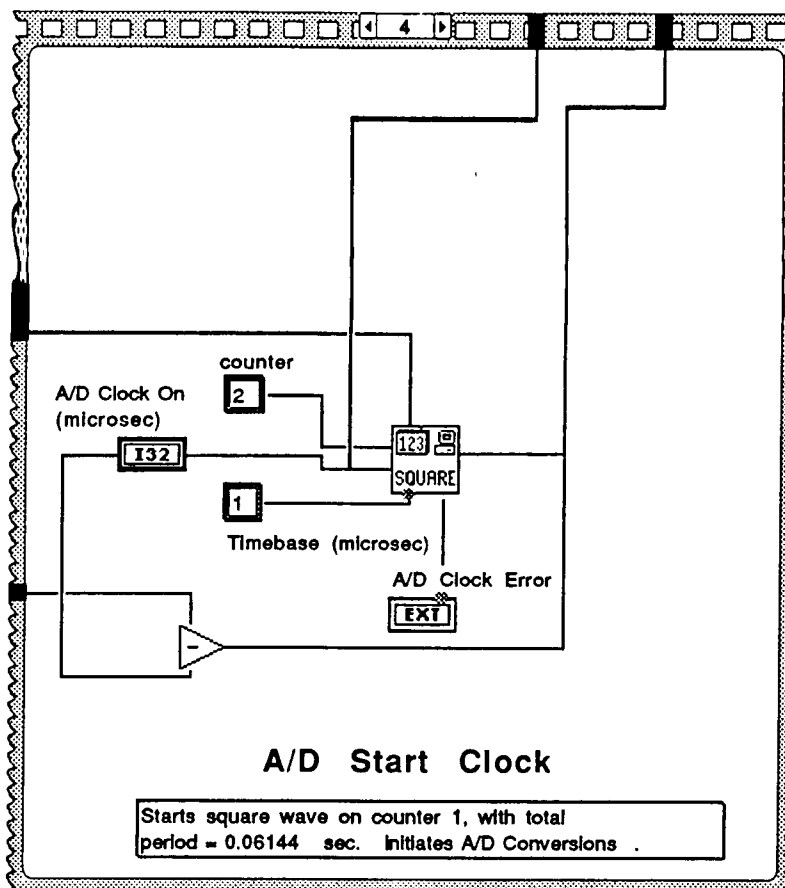 4
counter
2
A/D Clock On
(microsec)
I32
123
SQUARE
1
Timebase (microsec)
A/D Clock Error
EXT
-
A/D Start Clock
Starts square wave on counter 1, with total
period = 0.06144 sec. Initiates A/D Conversions .